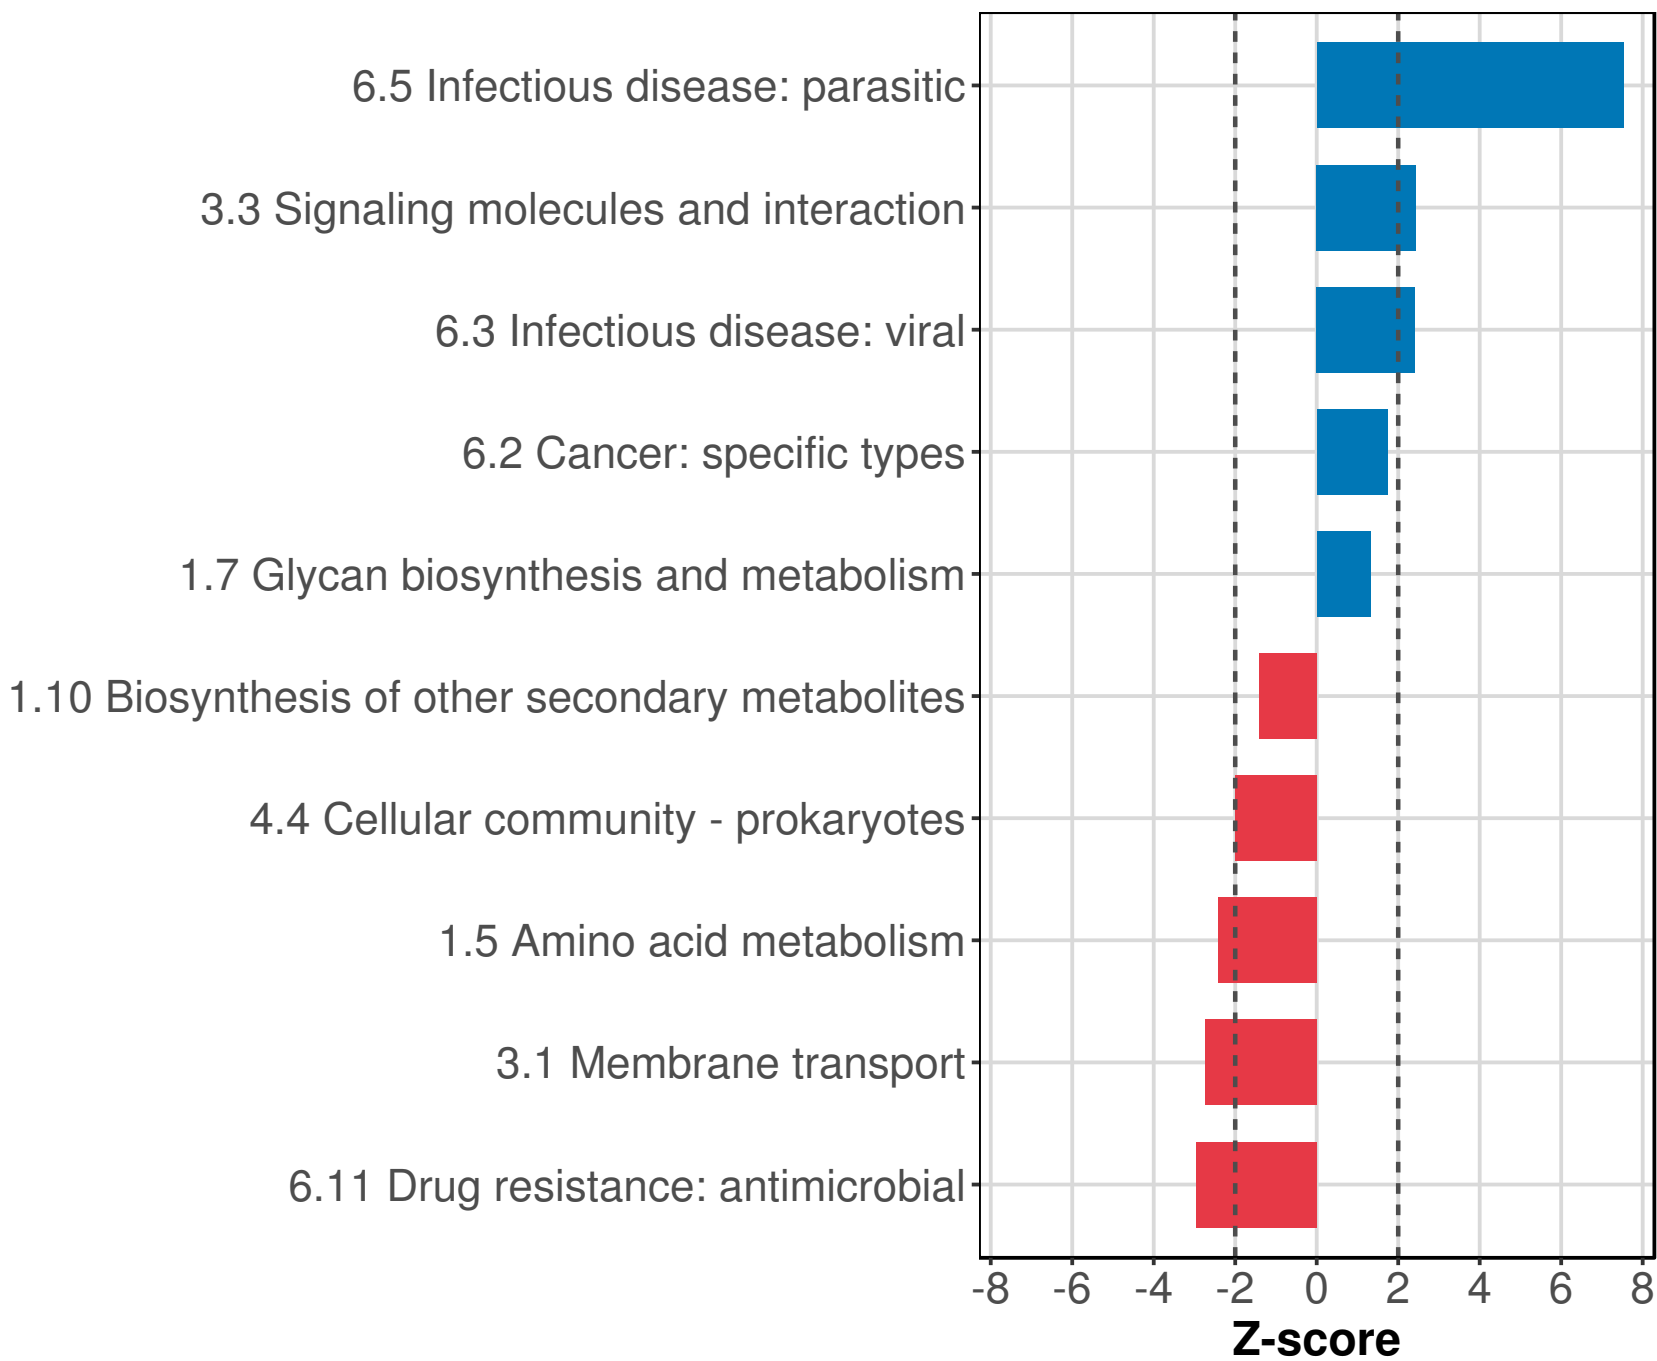 6.5 Infectious disease: parasitic
3.3 Signaling molecules and interaction
6.3 Infectious disease: viral
6.2 Cancer: specific types
1.7 Glycan biosynthesis and metabolism
1.10 Biosynthesis of other secondary metabolites
4.4 Cellular community - prokaryotes
1.5 Amino acid metabolism
3.1 Membrane transport
6.11 Drug resistance: antimicrobial
-8 -6 -4 -2 0 2 4 6 8
Z-score